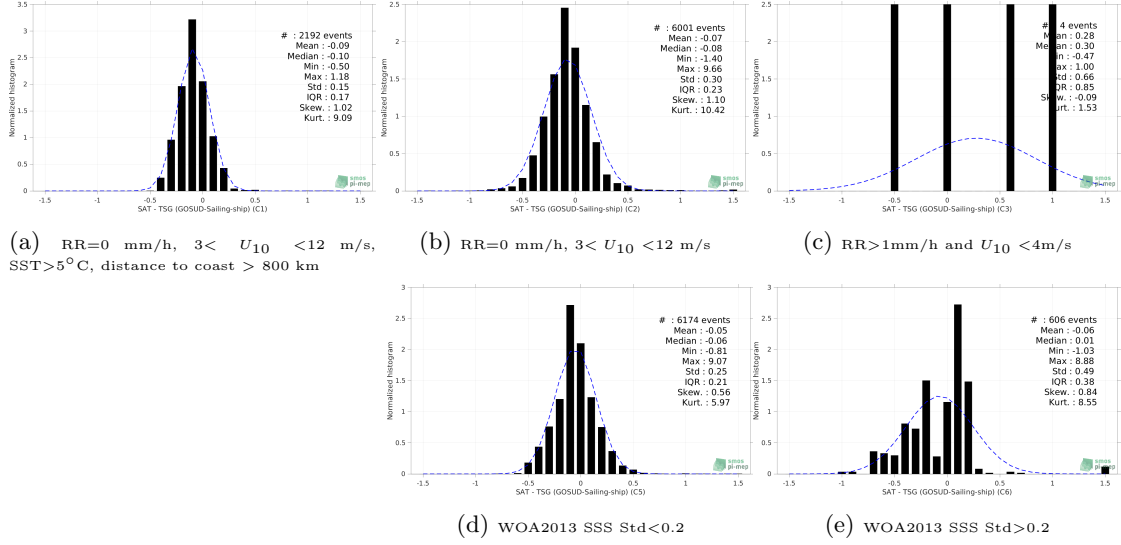 3.5
3
2.5
2
1.5
1
0.5
0
Normalized histogram
# : 2192 events
Mean : -0.09
Median : -0.10
Min : -0.50
Max : 1.18
Std : 0.15
IQR : 0.17
Skew. : 1.02
Kurt. : 9.09
smos
pi-mep
-1.5 -1 -0.5 0 0.5 1 1.5
SAT - TSG (GOSUD-Sailing-ship) (C1)
(a) RR=0 mm/h, 3< U10 <12 m/s,
SST>5°C, distance to coast > 800 km
2.5
2
1.5
1
0.5
0
Normalized histogram
# : 6001 events
Mean : -0.07
Median : -0.08
Min : -1.40
Max : 9.66
Std : 0.30
IQR : 0.23
Skew. : 1.10
Kurt. : 10.42
smos
pi-mep
-1.5 -1 -0.5 0 0.5 1 1.5
SAT - TSG (GOSUD-Sailing-ship) (C2)
(b) RR=0 mm/h, 3< U10 <12 m/s
2.5
2
1.5
1
0.5
0
Normalized histogram
# : 4 events
Mean : 0.28
Median : 0.30
Min : -0.47
Max : 1.00
Std : 0.66
IQR : 0.85
Skew. : -0.09
Kurt. : 1.53
smos
pi-mep
-1.5 -1 -0.5 0 0.5 1 1.5
SAT - TSG (GOSUD-Sailing-ship) (C3)
(c) RR>1mm/h and U10 <4m/s
3
2.5
2
1.5
1
0.5
0
Normalized histogram
# : 6174 events
Mean : -0.05
Median : -0.06
Min : -0.81
Max : 9.07
Std : 0.25
IQR : 0.21
Skew. : 0.56
Kurt. : 5.97
smos
pi-mep
-1.5 -1 -0.5 0 0.5 1 1.5
SAT - TSG (GOSUD-Sailing-ship) (C5)
(d) WOA2013 SSS Std<0.2
3
2.5
2
1.5
1
0.5
0
Normalized histogram
# : 606 events
Mean : -0.06
Median : 0.01
Min : -1.03
Max : 8.88
Std : 0.49
IQR : 0.38
Skew. : 0.84
Kurt. : 8.55
smos
pi-mep
-1.5 -1 -0.5 0 0.5 1 1.5
SAT - TSG (GOSUD-Sailing-ship) (C6)
(e) WOA2013 SSS Std>0.2